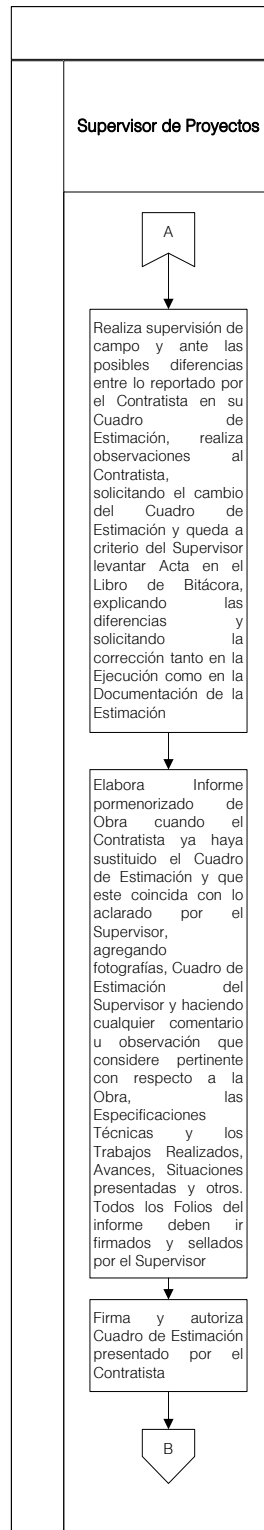 Supervisor de Proyectos
A
Realiza supervisión de
campo y ante las
posibles diferencias
entre lo reportado por
el Contratista en su
Cuadro de
Estimación, realiza
observaciones al
Contratista,
solicitando el cambio
del Cuadro de
Estimación y queda a
criterio del Supervisor
levantar Acta en el
Libro de Bitácora,
explicando las
diferencias y
solicitando la
corrección tanto en la
Ejecución como en la
Documentación de la
Estimación
Elabora Informe
pormenorizado de
Obra cuando el
Contratista ya haya
sustituido el Cuadro
de Estimación y que
este coincida con lo
aclarado por el
Supervisor,
agregando
fotografías, Cuadro de
Estimación del
Supervisor y haciendo
cualquier comentario
u observación que
considere pertinente
con respecto a la
Obra, las
Especificaciones
Técnicas y los
Trabajos Realizados,
Avances, Situaciones
presentadas y otros.
Todos los Folios del
informe deben ir
firmados y sellados
por el Supervisor
Firma y autoriza
Cuadro de Estimación
presentado por el
Contratista
B